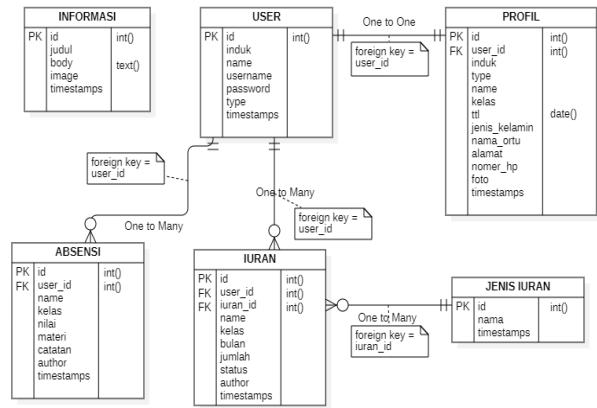 INFORMASI
PK id int()
judul
body text()
image
timestamps
USER
PK id int()
induk
name
username
password
type
timestamps
One to One
foreign key =
user_id
PROFIL
PK id int()
FK user_id int()
induk
type
name
kelas
ttl date()
jenis_kelamin
nama_ortu
alamat
nomer_hp
foto
timestamps
foreign key =
user_id
One to Many
One to Many
foreign key =
user_id
ABSENSI
PK id int()
FK user_id int()
name
kelas
nilai
materi
catatan
author
timestamps
IURAN
PK id int()
FK user_id int()
FK iuran_id int()
name
kelas
bulan
jumlah
status
author
timestamps
One to Many
foreign key =
iuran_id
JENIS IURAN
PK id int()
nama
timestamps